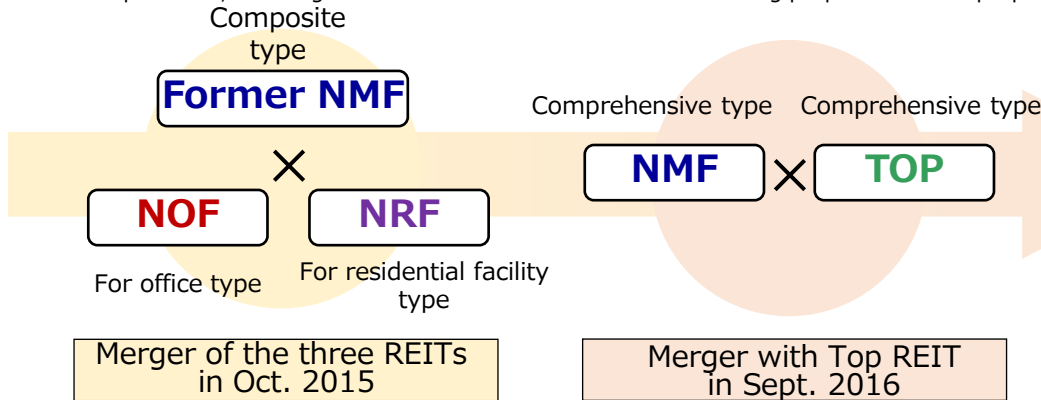 Composite
type
Former NMF
×
NOF
NRF
For office type
For residential facility
type
Merger of the three REITs
in Oct. 2015
Comprehensive type
Comprehensive type
NMF
×
TOP
Merger with Top REIT
in Sept. 2016